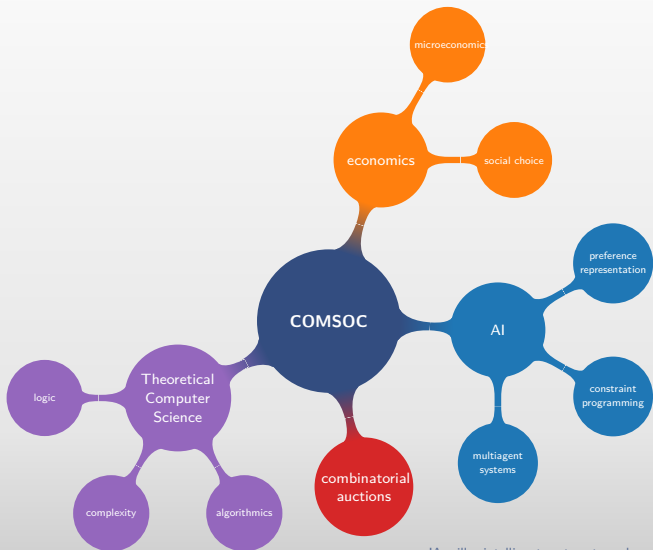 microeconomics
economics
social choice
preference
representation
COMSOC
AI
constraint
programming
Theoretical
Computer
Science
logic
multiagent
systems
combinatorial
auctions
complexity
algorithmics